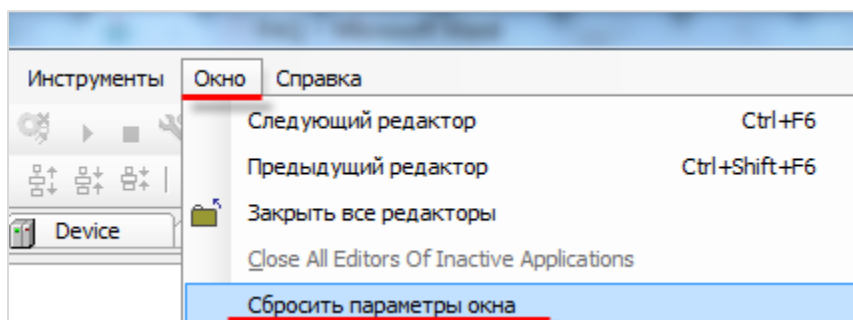 Инструменты Окно Справка
Следующий редактор Ctrl+F6
Предыдущий редактор Ctrl+Shift+F6
Закрыть все редакторы
Device
Close All Editors Of Inactive Applications
Сбросить параметры окна